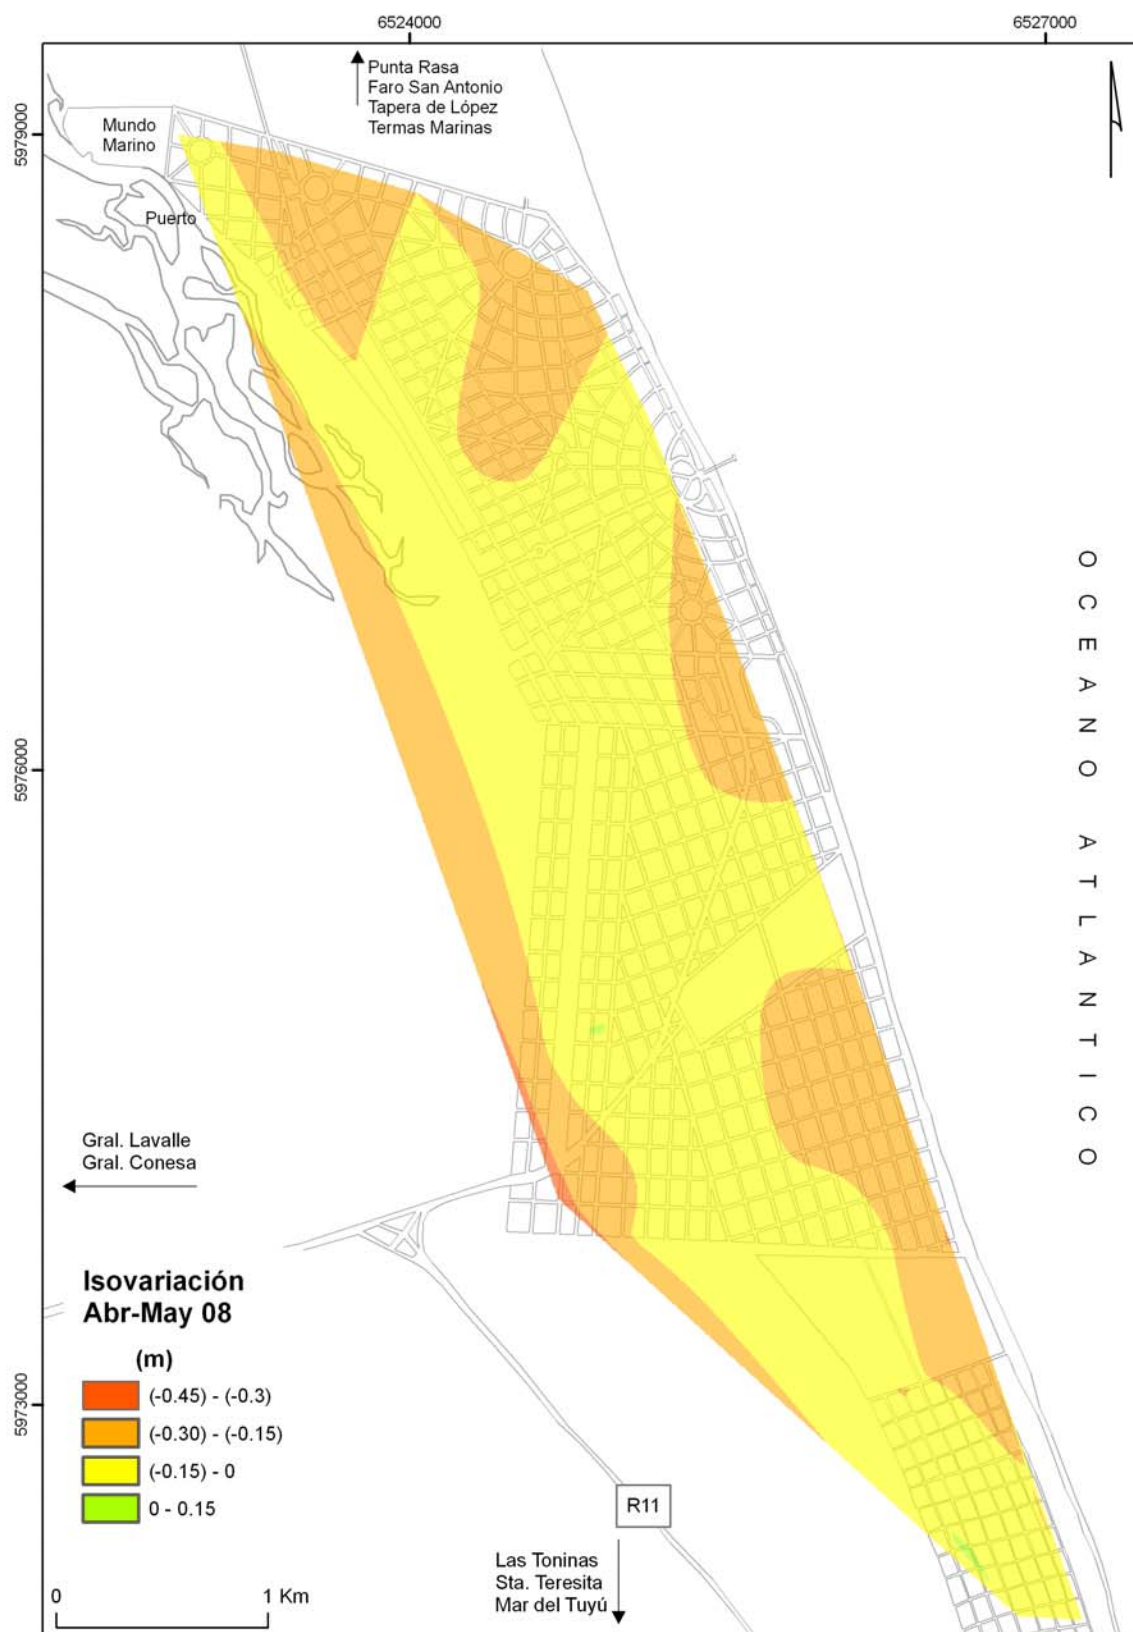 6524000
6527000
Punta Rasa
Faro San Antonio
Tapera de López
Termas Marinas
5979000
Mundo
Marino
Puerto
OCEANO ATLANTICO
5976000
Gral. Lavalle
Gral. Conesa
Isovariación
Abr-May 08
(m)
(-0.45) - (-0.3)
(-0.30) - (-0.15)
(-0.15) - 0
0 - 0.15
5973000
R11
Las Toninas
Sta. Teresita
Mar del Tuyú
0
1 Km